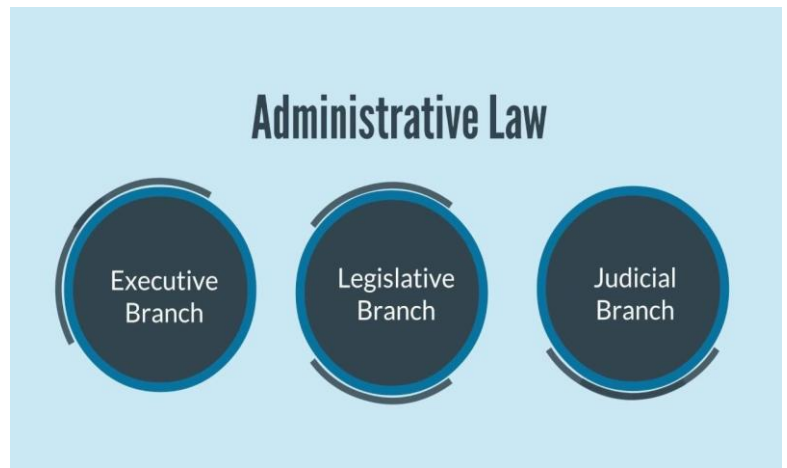 Administrative Law
Executive
Branch
Legislative
Branch
Judicial
Branch